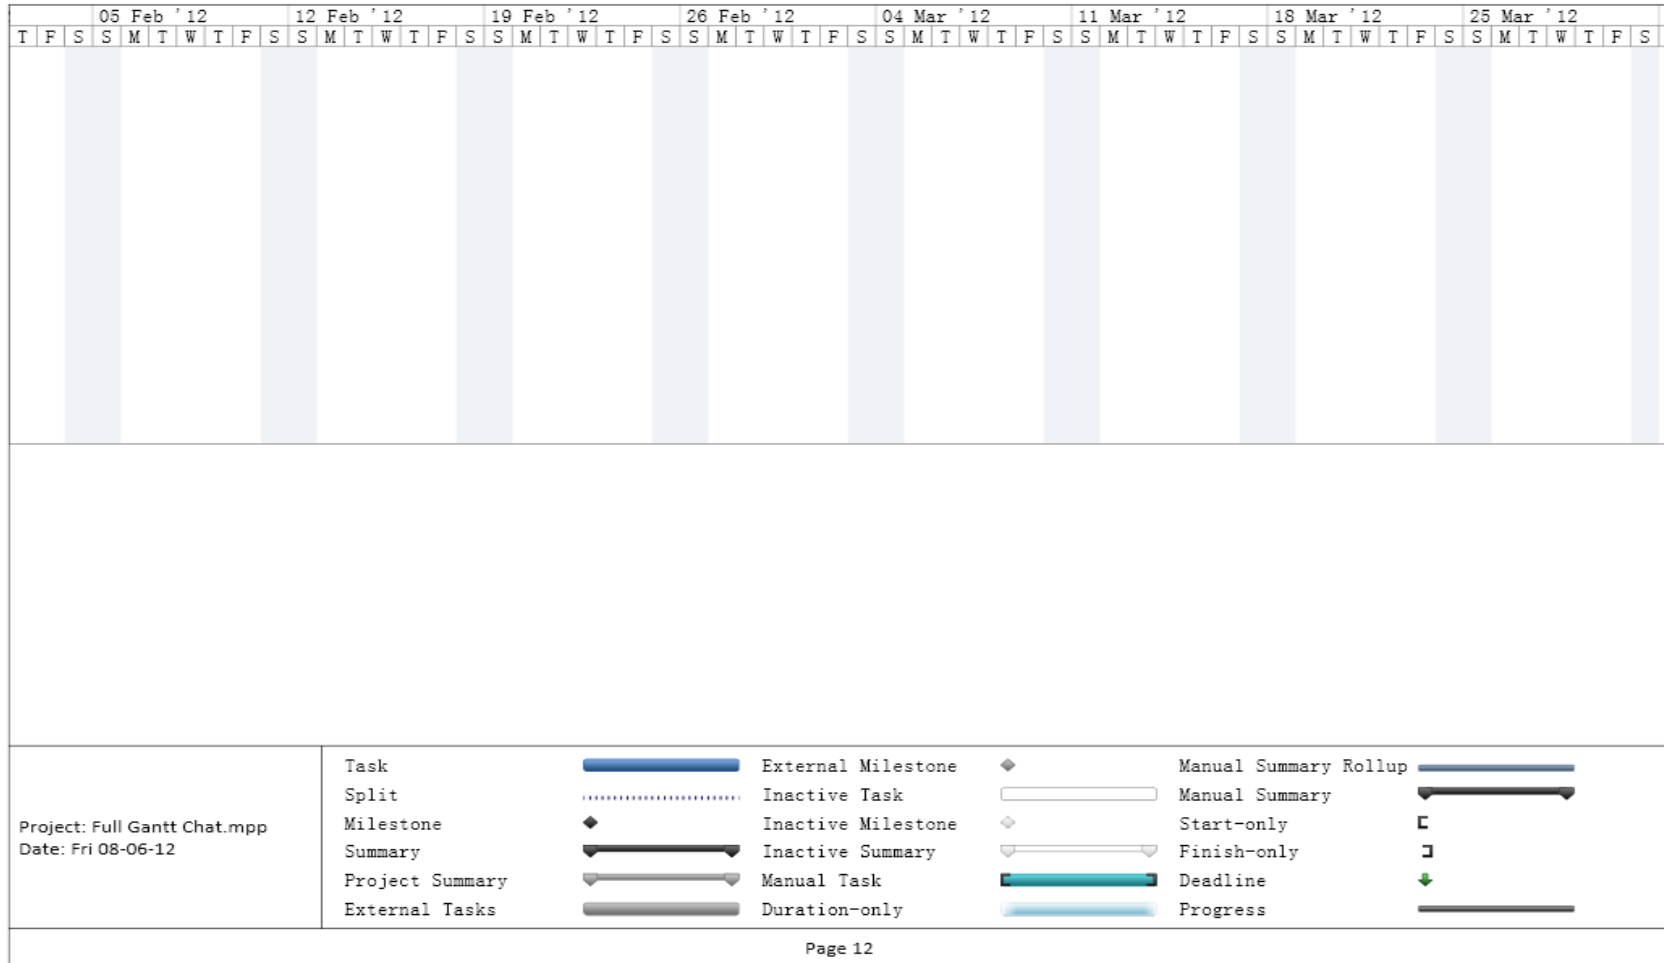 05 Feb '12 12 Feb '12 19 Feb '12 26 Feb '12 04 Mar '12 11 Mar '12 18 Mar '12 25 Mar '12
T F S S M T W T F S S M T W T F S S M T W T F S S M T W T F S S M T W T F S S M T W T F S S M T W T F S S M T W T F S
Task External Milestone Manual Summary Rollup
Split Inactive Task Manual Summary
Project: Full Gantt Chat.mpp
Milestone Inactive Milestone Start-only
Date: Fri 08-06-12
Summary Inactive Summary Finish-only
Project Summary Manual Task Deadline
External Tasks Duration-only Progress
Page 12